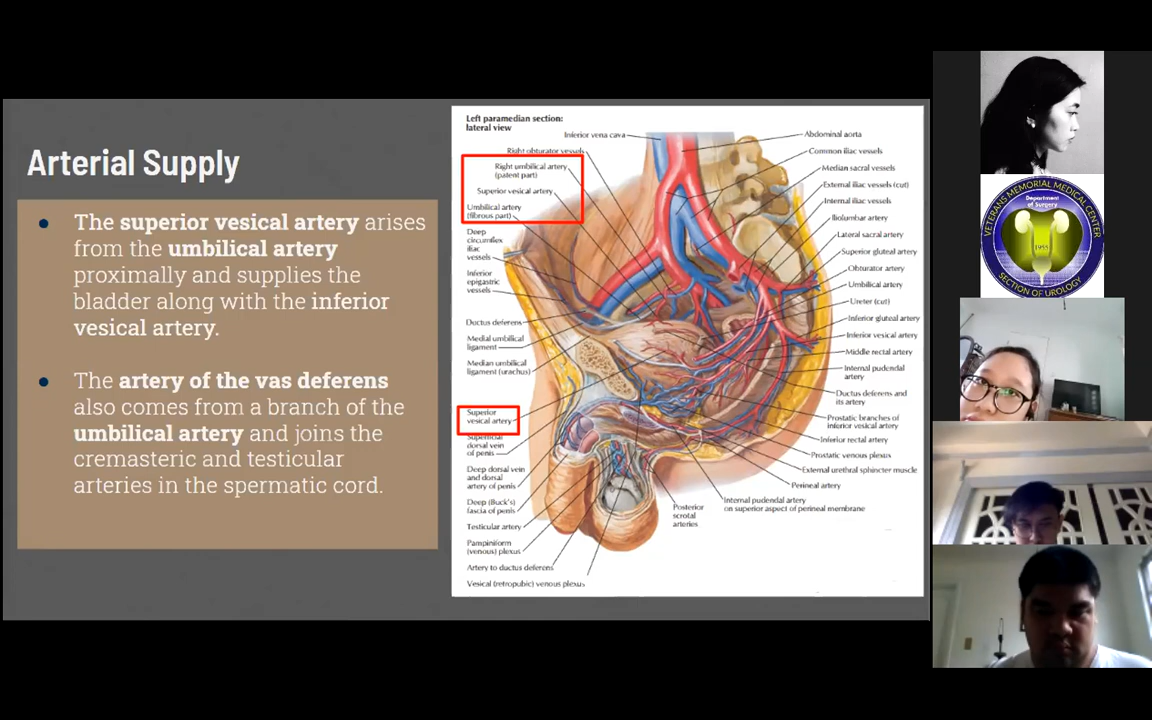 Arterial Supply
The superior vesical artery arises
from the umbilical artery
proximally and supplies the
bladder along with the inferior
vesical artery.
The artery of the vas deferens
also comes from a branch of the
umbilical artery and joins the
cremasteric and testicular
arteries in the spermatic cord.
Left paramedian section:
lateral view
Inferior vena cava
Right obturator vessels
Right umbilical artery
(patent part)
Superior vesical artery
Umbilical artery
(fibrous part)
Deep
circumflex
iliac
vessels
Inferior
epigastric
vessels
Ductus deferens
Medial umbilical
ligament
Median umbilical
ligament (urachus)
Superior
vesical artery
Superficial
dorsal vein
of penis
Deep dorsal vein
and dorsal
artery of penis
Deep (Buck's)
fascia of penis
Testicular artery
Pampiniform
(venous) plexus
Artery to ductus deferens
Vesical (retropubic) venous plexus
Abdominal aorta
Common iliac vessels
Median sacral vessels
External iliac vessels (cut)
Internal iliac vessels
Iliolumbar artery
Lateral sacral artery
Superior gluteal artery
Obturator artery
Umbilical artery
Ureter (cut)
Inferior gluteal artery
Inferior vesical artery
Middle rectal artery
Internal pudendal
artery
Ductus deferens and
its artery
Prostatic branches of
inferior vesical artery
Inferior rectal artery
Prostatic venous plexus
External urethral sphincter muscle
Perineal artery
Internal pudendal artery
on superior aspect of perineal membrane
Posterior
scrotal
arteries
VETERANS MEMORIAL MEDICAL CENTER
Department
of Surgery
1955
SECTION OF UROLOGY